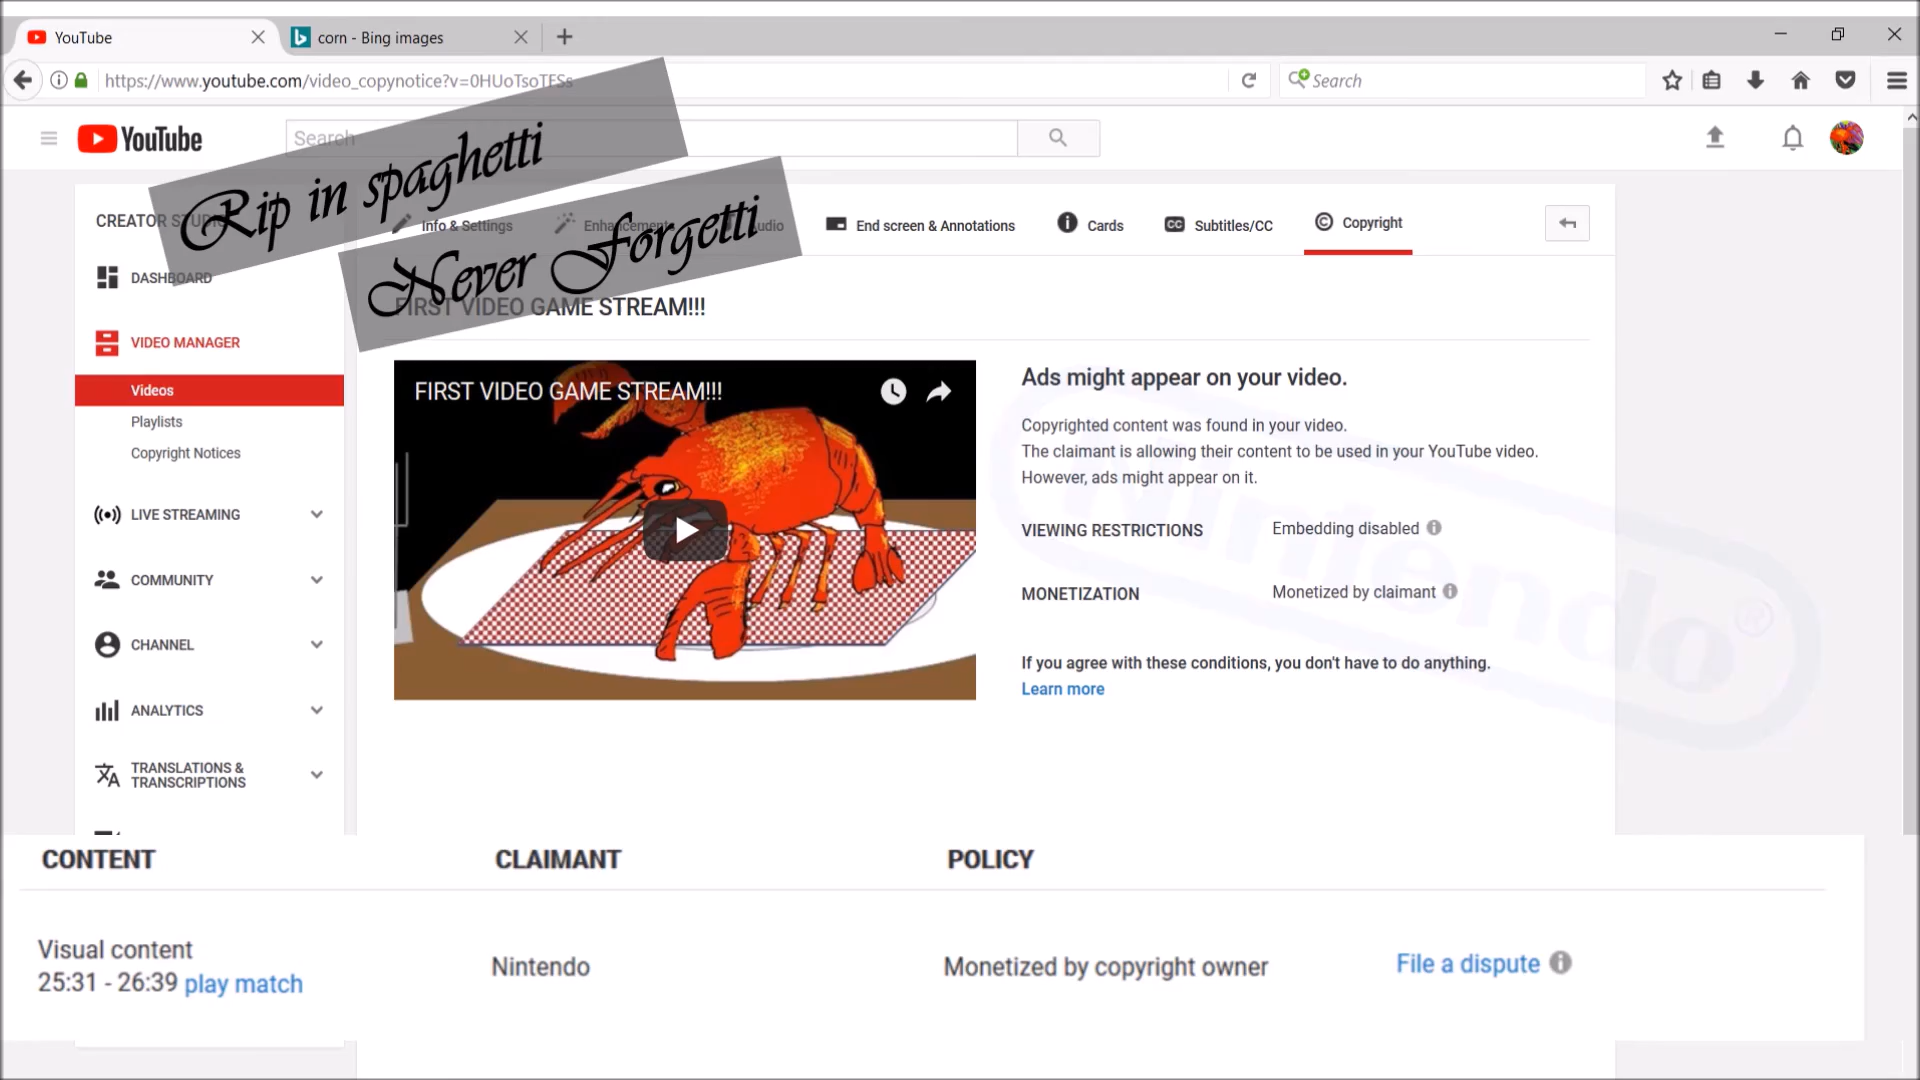 YouTube
corn - Bing images
https://www.youtube.com/video_copynotice?v=0HUoTsoTFSs
Search
YouTube
Search
Rip in spaghetti
Never Forgetti
CREATOR STUDIO
Info & Settings
Enhancements
Audio
End screen & Annotations
Cards
CC
Subtitles/CC
Copyright
DASHBOARD
FIRST VIDEO GAME STREAM!!!
VIDEO MANAGER
Videos
Playlists
Copyright Notices
LIVE STREAMING
COMMUNITY
CHANNEL
ANALYTICS
TRANSLATIONS &
TRANSCRIPTIONS
FIRST VIDEO GAME STREAM!!!
Ads might appear on your video.
Copyrighted content was found in your video.
The claimant is allowing their content to be used in your YouTube video.
However, ads might appear on it.
VIEWING RESTRICTIONS
Embedding disabled
MONETIZATION
Monetized by claimant
If you agree with these conditions, you don't have to do anything.
Learn more
Nintendo®
CONTENT
CLAIMANT
POLICY
Visual content
25:31 - 26:39 play match
Nintendo
Monetized by copyright owner
File a dispute